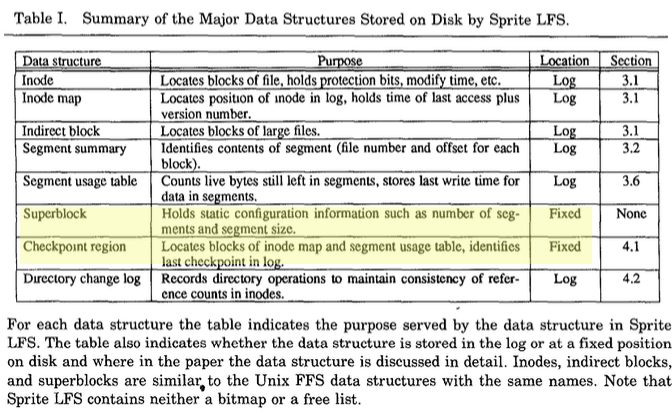 Table I. Summary of the Major Data Structures Stored on Disk by Sprite LFS.
Data structure Purpose Location Section
Inode Locates blocks of file, holds protection bits, modify time, etc. Log 3.1
Inode map Locates position of inode in log, holds time of last access plus Log 3.1
version number.
Indirect block Locates blocks of large files. Log 3.1
Segment summary Identifies contents of segment (file number and offset for each Log 3.2
block).
Segment usage table Counts live bytes still left in segments, stores last write time for Log 3.6
data in segments.
Superblock Holds static configuration information such as number of seg- Fixed None
ments and segment size.
Checkpoint region Locates blocks of inode map and segment usage table, identifies Fixed 4.1
last checkpoint in log.
Directory change log Records directory operations to maintain consistency of refer- Log 4.2
ence counts in inodes.
For each data structure the table indicates the purpose served by the data structure in Sprite
LFS. The table also indicates whether the data structure is stored in the log or at a fixed position
on disk and where in the paper the data structure is discussed in detail. Inodes, indirect blocks,
and superblocks are similar to the Unix FFS data structures with the same names. Note that
Sprite LFS contains neither a bitmap or a free list.